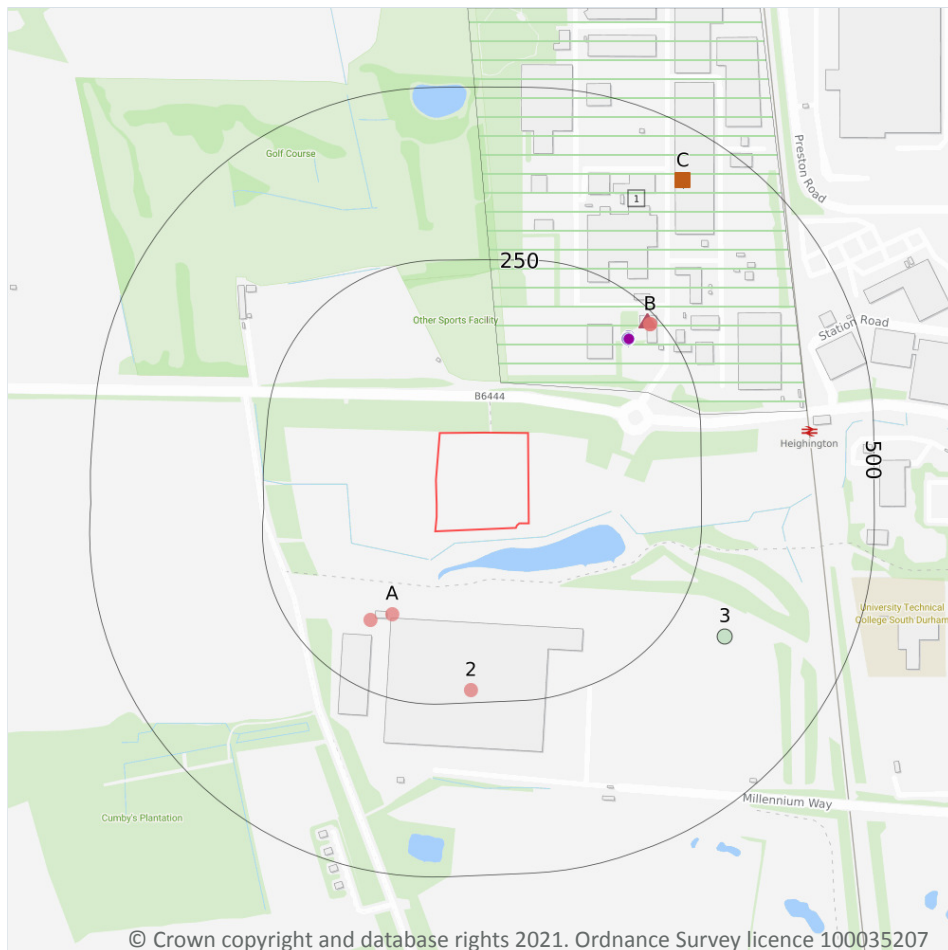 Golf Course
Preston Road
C
1
250
B
Other Sports Facility
Station Road
B6444
Heighington
500
A
3
University Technical
College South Durham
2
Millennium Way
Cumby's Plantation
© Crown copyright and database rights 2021. Ordnance Survey licence 100035207